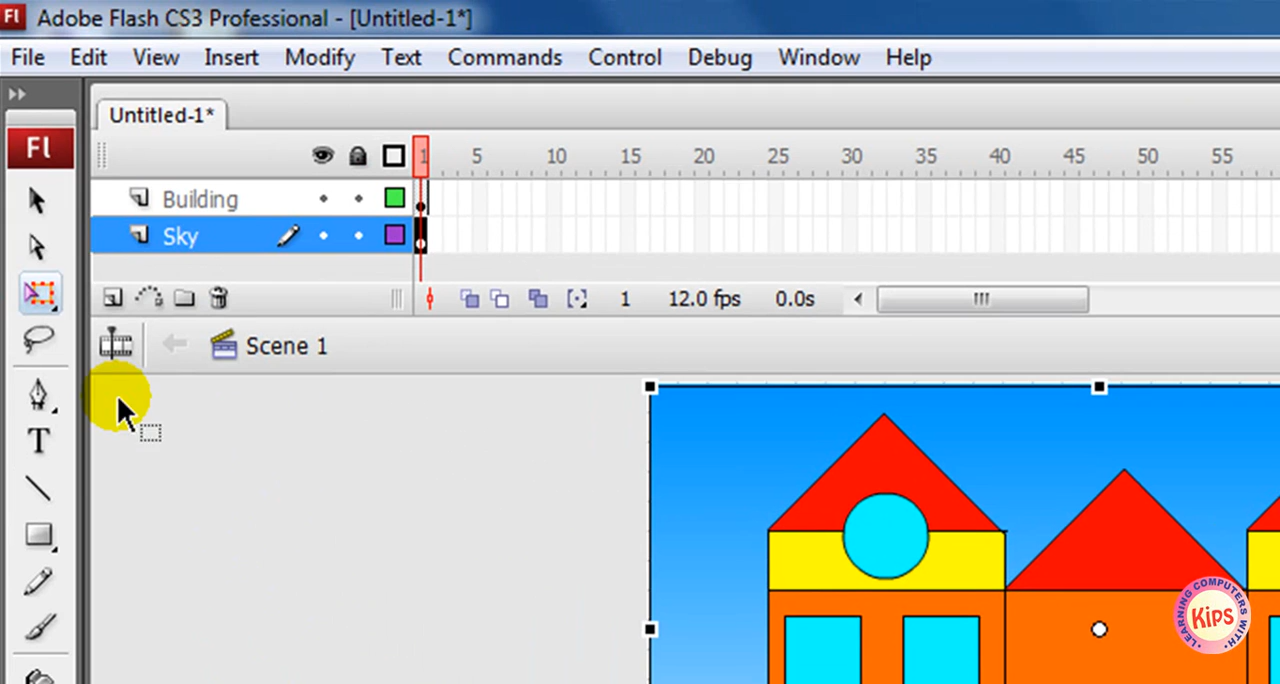 Fl Adobe Flash CS3 Professional - [Untitled-1*]
File Edit View Insert Modify Text Commands Control Debug Window Help
Untitled-1*
Fl
1 5 10 15 20 25 30 35 40 45 50 55
Building
Sky
1 12.0 fps 0.0s
Scene 1
T
LEARNING COMPUTERS WITH
Kips